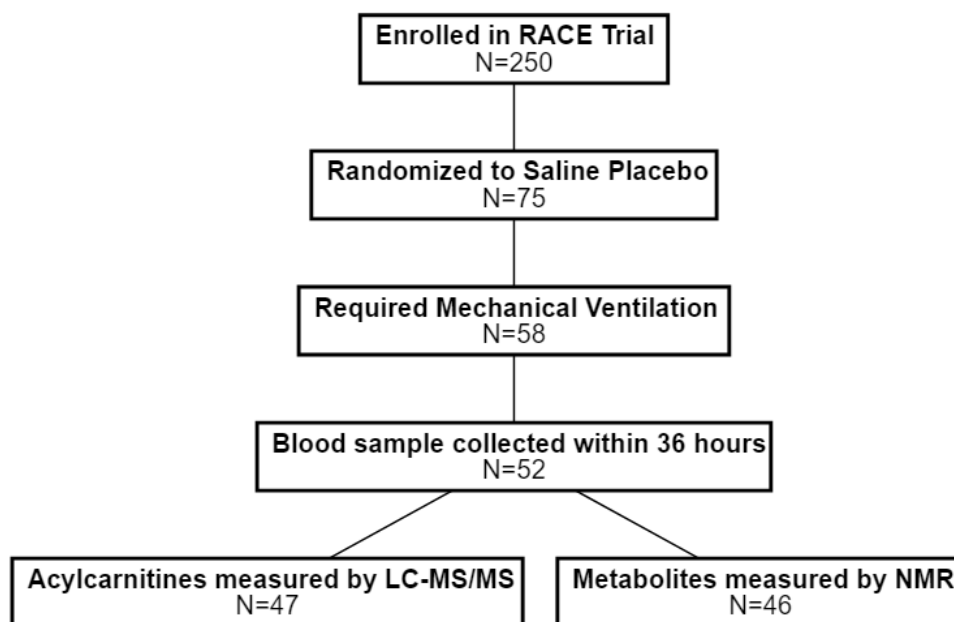 Enrolled in RACE Trial
N=250
Randomized to Saline Placebo
N=75
Required Mechanical Ventilation
N=58
Blood sample collected within 36 hours
N=52
Acylcarnitines measured by LC-MS/MS
N=47
Metabolites measured by NMR
N=46